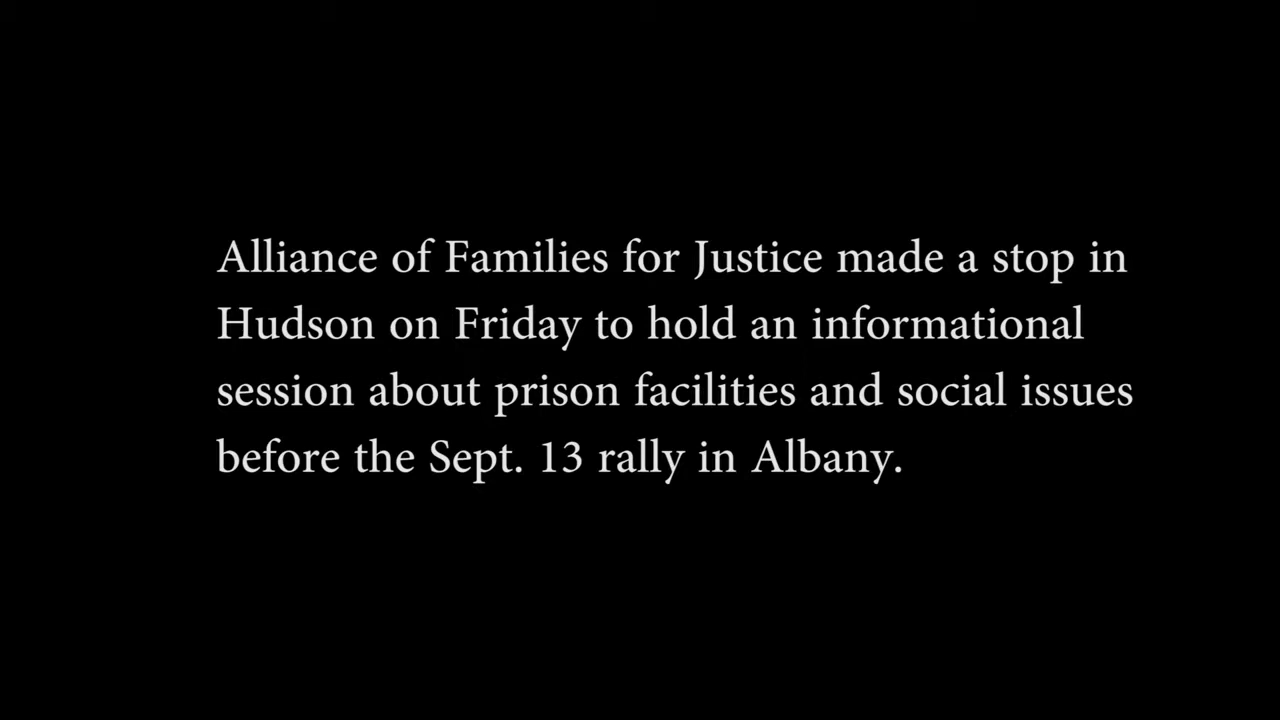 Alliance of Families for Justice made a stop in
Hudson on Friday to hold an informational
session about prison facilities and social issues
before the Sept. 13 rally in Albany.